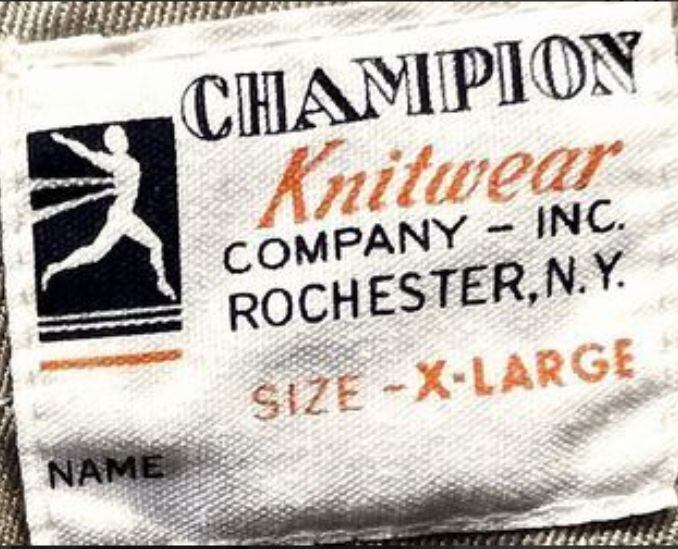 CHAMPION
Knitwear
COMPANY – INC.
ROCHESTER, N.Y.
SIZE – X-LARGE
NAME